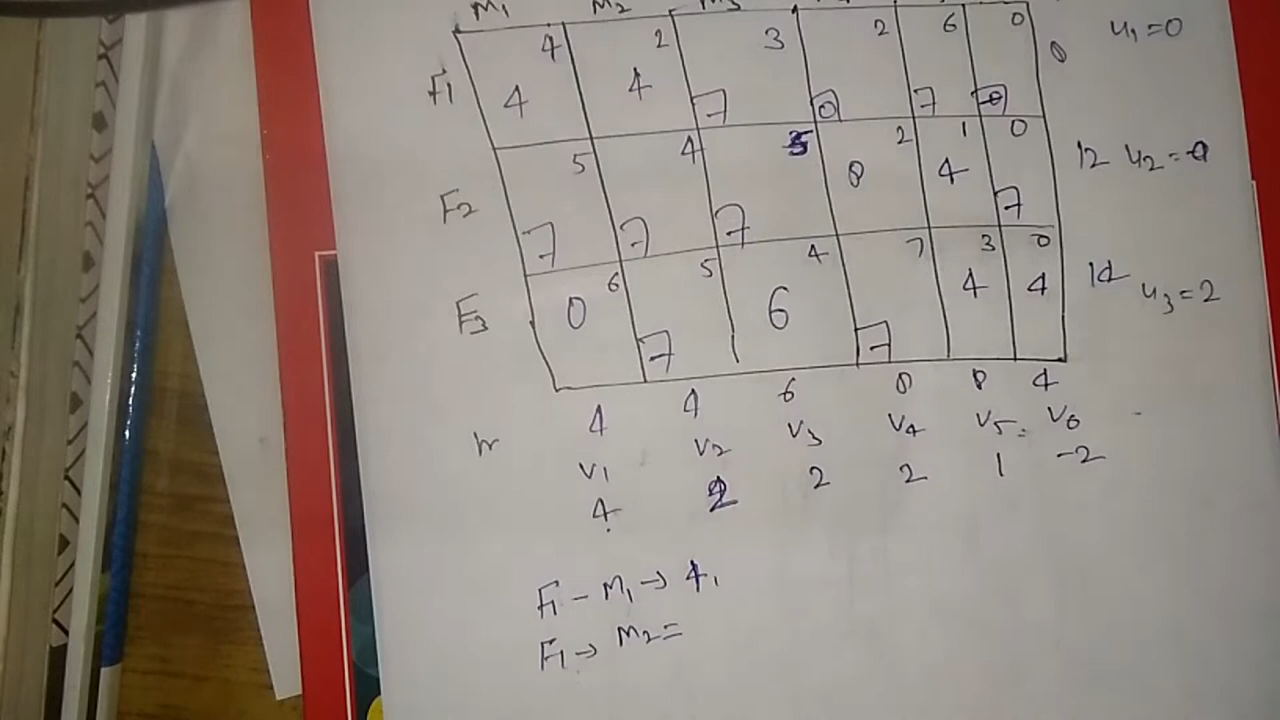 M1 M2 M3
4 2 3 2 6 0 u1=0
F1 4 4 7 0 7 0 8
5 4 5 2 1 0
F2 8 4 12 u2=0
7 7 7 7
6 5 4 7 3 0
F3 0 6 4 4 14 u3=2
7 7
4 4 6 8 8 4
v1 v2 v3 v4 v5 v6
4 2 2 2 1 -2
F1 - M1 → 4,
F1 → M2 =